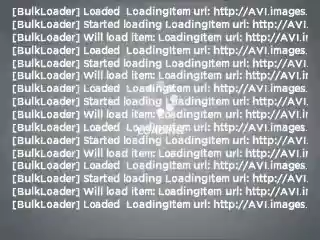 [BulkLoader] Loaded LoadingItem url: http://AVI.images.
[BulkLoader] Started loading LoadingItem url: http://AVI.
[BulkLoader] Will load item: LoadingItem url: http://AVI.ir
[BulkLoader] Loaded LoadingItem url: http://AVI.images.
[BulkLoader] Started loading LoadingItem url: http://AVI.
[BulkLoader] Will load item: LoadingItem url: http://AVI.ir
[BulkLoader] Loaded LoadingItem url: http://AVI.images.
[BulkLoader] Started loading LoadingItem url: http://AVI.
[BulkLoader] Will load item: LoadingItem url: http://AVI.ir
[BulkLoader] Loaded LoadingItem url: http://AVI.images.
[BulkLoader] Started loading LoadingItem url: http://AVI.
[BulkLoader] Will load item: LoadingItem url: http://AVI.ir
[BulkLoader] Loaded LoadingItem url: http://AVI.images.
[BulkLoader] Started loading LoadingItem url: http://AVI.
[BulkLoader] Will load item: LoadingItem url: http://AVI.ir
[BulkLoader] Loaded LoadingItem url: http://AVI.images.